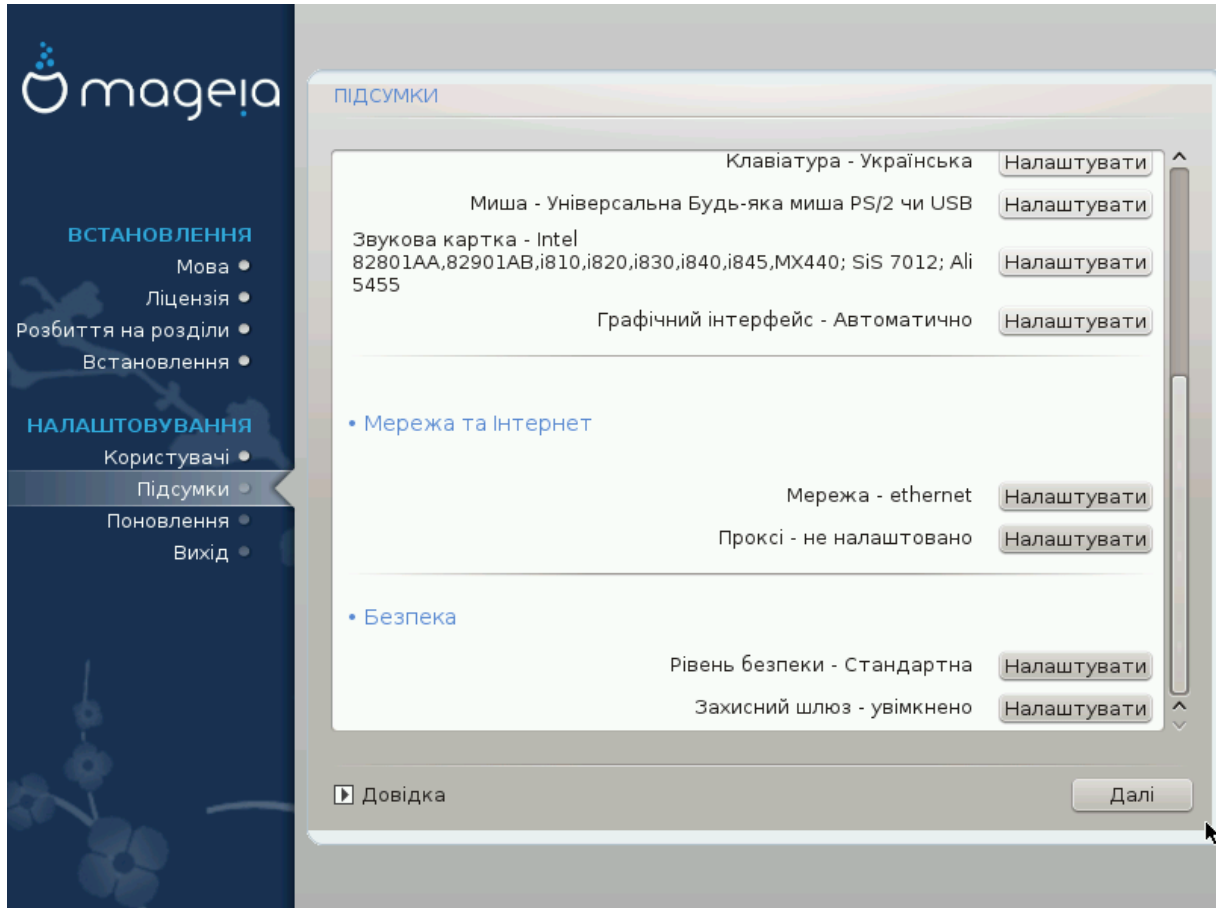 mageia
ВСТАНОВЛЕННЯ
Мова
Ліцензія
Розбиття на розділи
Встановлення
НАЛАШТОВУВАННЯ
Користувачі
Підсумки
Поновлення
Вихід
ПІДСУМКИ
Клавіатура - Українська Налаштувати
Миша - Універсальна Будь-яка миша PS/2 чи USB Налаштувати
Звукова картка - Intel
82801AA,82901AB,i810,i820,i830,i840,i845,MX440; SiS 7012; Ali Налаштувати
5455
Графічний інтерфейс - Автоматично Налаштувати
• Мережа та Інтернет
Мережа - ethernet Налаштувати
Проксі - не налаштовано Налаштувати
• Безпека
Рівень безпеки - Стандартна Налаштувати
Захисний шлюз - увімкнено Налаштувати
Довідка
Далі